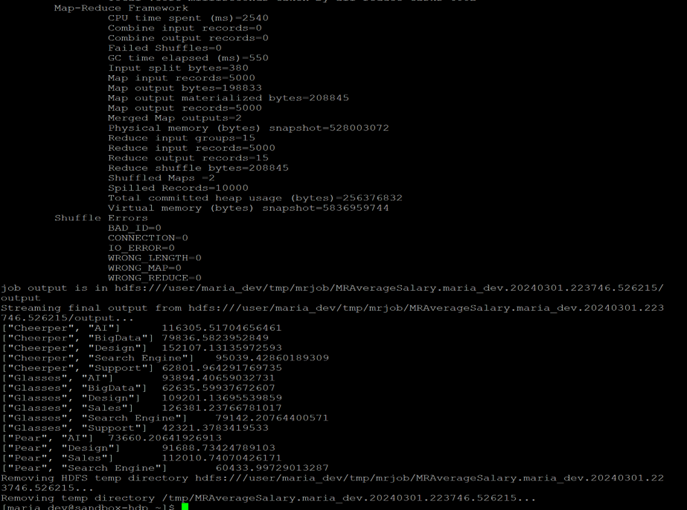 Map-Reduce Framework
CPU time spent (ms)=2540
Combine input records=0
Combine output records=0
Failed Shuffles=0
GC time elapsed (ms)=550
Input split bytes=380
Map input records=5000
Map output bytes=198833
Map output materialized bytes=208845
Map output records=5000
Merged Map outputs=2
Physical memory (bytes) snapshot=528003072
Reduce input groups=15
Reduce input records=5000
Reduce output records=15
Reduce shuffle bytes=208845
Shuffled Maps =2
Spilled Records=10000
Total committed heap usage (bytes)=256376832
Virtual memory (bytes) snapshot=5836959744
Shuffle Errors
BAD_ID=0
CONNECTION=0
IO_ERROR=0
WRONG_LENGTH=0
WRONG_MAP=0
WRONG_REDUCE=0
job output is in hdfs:///user/maria_dev/tmp/mrjob/MRAverageSalary.maria_dev.20240301.223746.526215/
output
Streaming final output from hdfs:///user/maria_dev/tmp/mrjob/MRAverageSalary.maria_dev.20240301.223
746.526215/output...
["Cheerper", "AI"] 116305.51704656461
["Cheerper", "BigData"] 79836.5823952849
["Cheerper", "Design"] 152107.13135972593
["Cheerper", "Search Engine"] 95039.42860189309
["Cheerper", "Support"] 62801.964291769735
["Glasses", "AI"] 93894.40659032731
["Glasses", "BigData"] 62635.59937672607
["Glasses", "Design"] 109201.13695539859
["Glasses", "Sales"] 126381.23766781017
["Glasses", "Search Engine"] 79142.20764400571
["Glasses", "Support"] 42321.3783419533
["Pear", "AI"] 73660.20641926913
["Pear", "Design"] 91688.73424789103
["Pear", "Sales"] 112010.74070426171
["Pear", "Search Engine"] 60433.99729013287
Removing HDFS temp directory hdfs:///user/maria_dev/tmp/mrjob/MRAverageSalary.maria_dev.20240301.22
3746.526215...
Removing temp directory /tmp/MRAverageSalary.maria_dev.20240301.223746.526215...
[maria_dev@sandbox-hdp ~]$